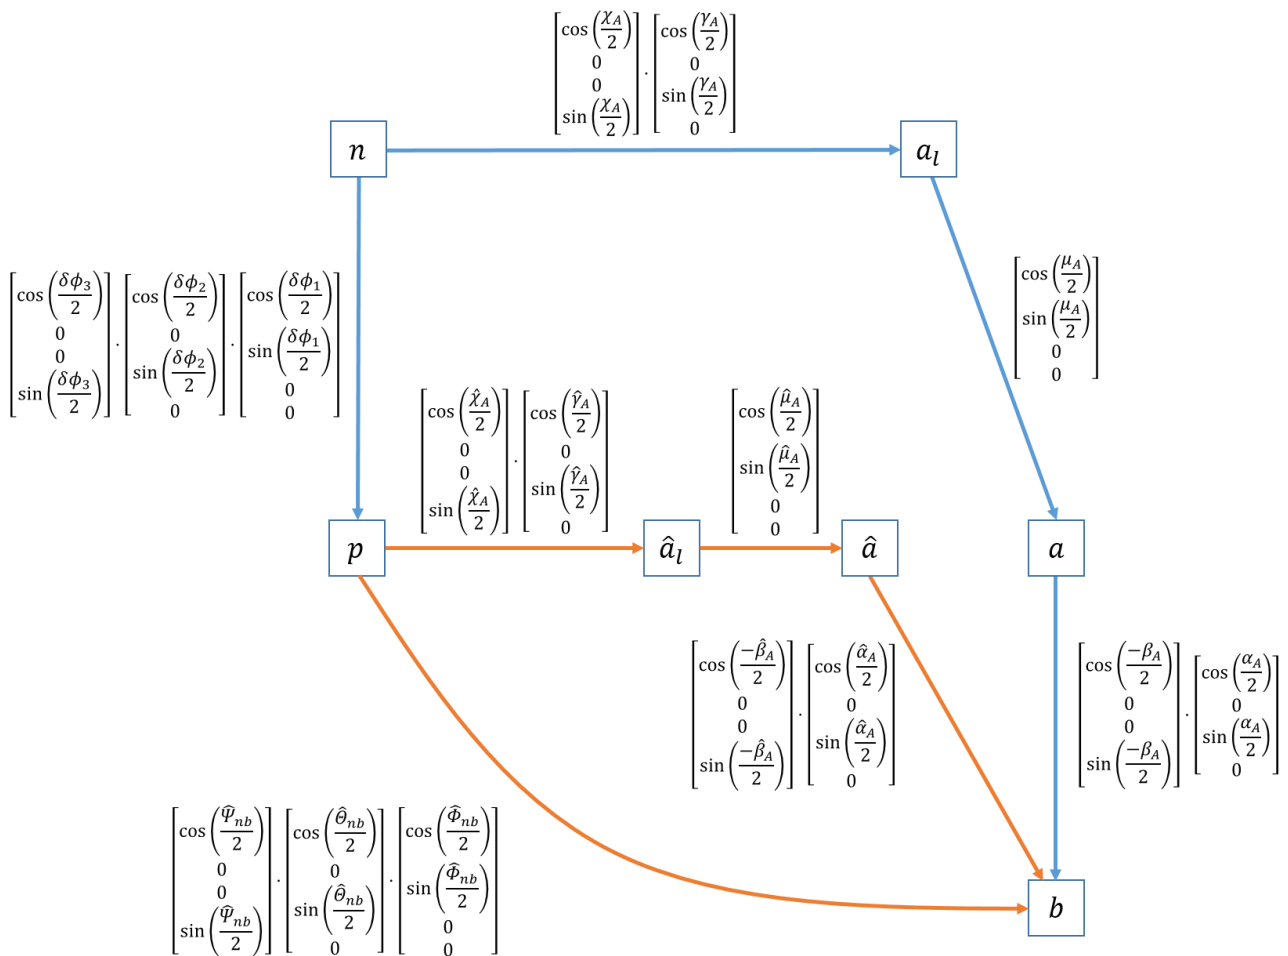 [cos(χ_A/2) 0 0 sin(χ_A/2)] · [cos(γ_A/2) 0 sin(γ_A/2) 0]
n
a_l
[cos(δϕ_3/2) 0 0 sin(δϕ_3/2)] · [cos(δϕ_2/2) 0 sin(δϕ_2/2) 0] · [cos(δϕ_1/2) sin(δϕ_1/2) 0 0]
[cos(μ_A/2) sin(μ_A/2) 0 0]
[cos(χ̂_A/2) 0 0 sin(χ̂_A/2)] · [cos(γ̂_A/2) 0 sin(γ̂_A/2) 0]
[cos(μ̂_A/2) sin(μ̂_A/2) 0 0]
p
â_l
â
a
[cos(-β̂_A/2) 0 0 sin(-β̂_A/2)] · [cos(α̂_A/2) 0 sin(α̂_A/2) 0]
[cos(-β_A/2) 0 0 sin(-β_A/2)] · [cos(α_A/2) 0 sin(α_A/2) 0]
[cos(Ψ̂_nb/2) 0 0 sin(Ψ̂_nb/2)] · [cos(Θ̂_nb/2) 0 sin(Θ̂_nb/2) 0] · [cos(Φ̂_nb/2) sin(Φ̂_nb/2) 0 0]
b